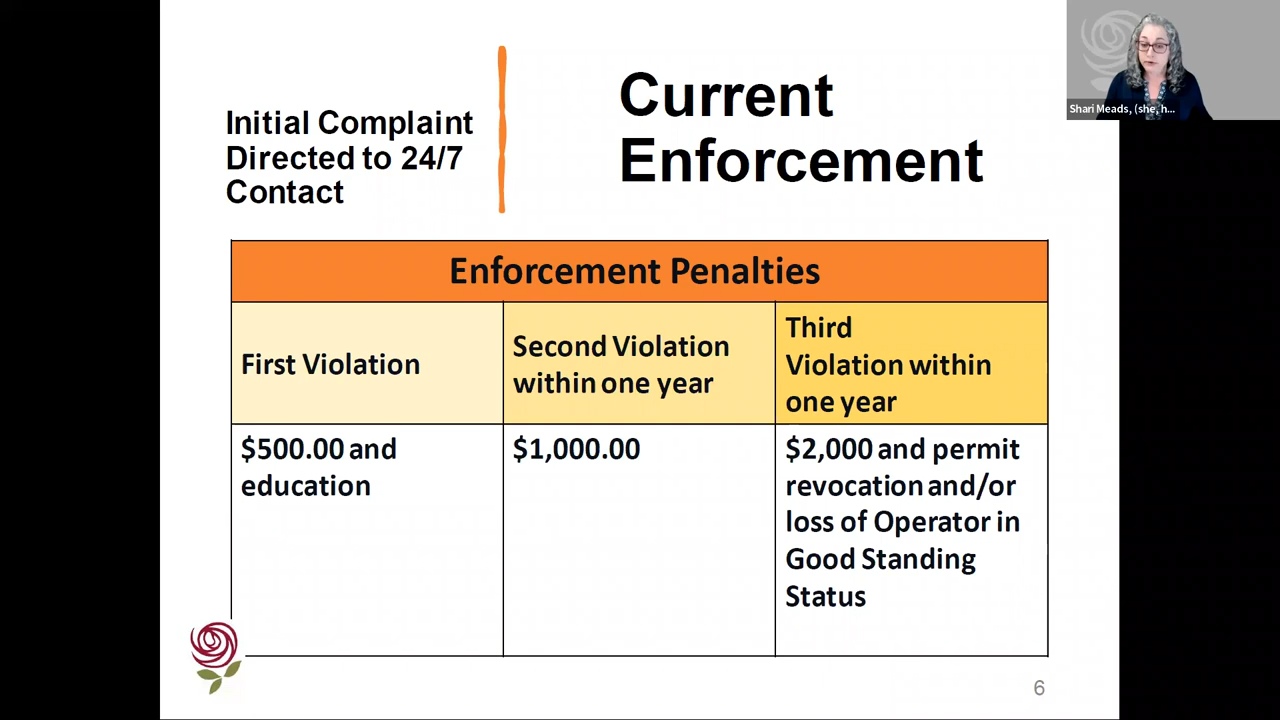 Initial Complaint
Directed to 24/7
Contact
Current
Enforcement
Shari Meads, (she, h...
Enforcement Penalties
First Violation
Second Violation
within one year
Third
Violation within
one year
$500.00 and
education
$1,000.00
$2,000 and permit
revocation and/or
loss of Operator in
Good Standing
Status
6